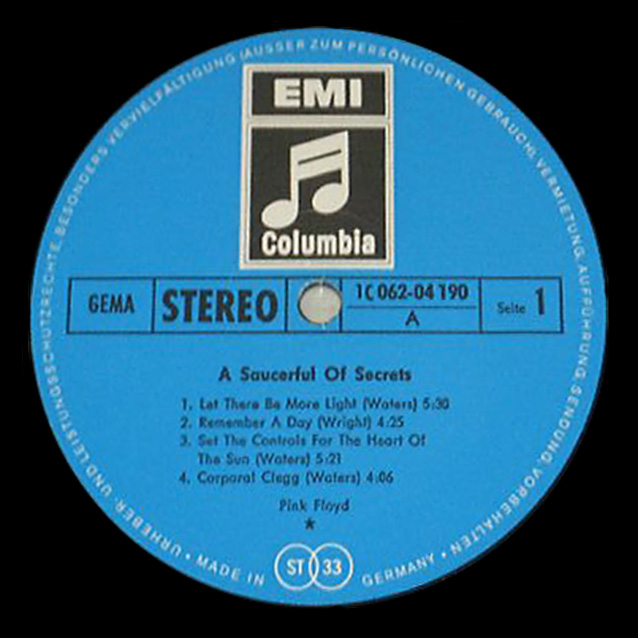 URHEBER- UND LEISTUNGSSCHUTZRECHTE, BESONDERS VERVIELFÄLTIGUNG (AUSSER ZUM PERSÖNLICHEN GEBRAUCH), VERMIETUNG, AUFFÜHRUNG, SENDUNG, VORBEHALTEN •
EMI
Columbia
GEMA
STEREO
1C 062-04 190
A
Seite 1
A Saucerful Of Secrets
1. Let There Be More Light (Waters) 5:30
2. Remember A Day (Wright) 4:25
3. Set The Controls For The Heart Of
The Sun (Waters) 5:21
4. Corporal Clegg (Waters) 4:06
Pink Floyd
*
• MADE IN GERMANY •
ST 33